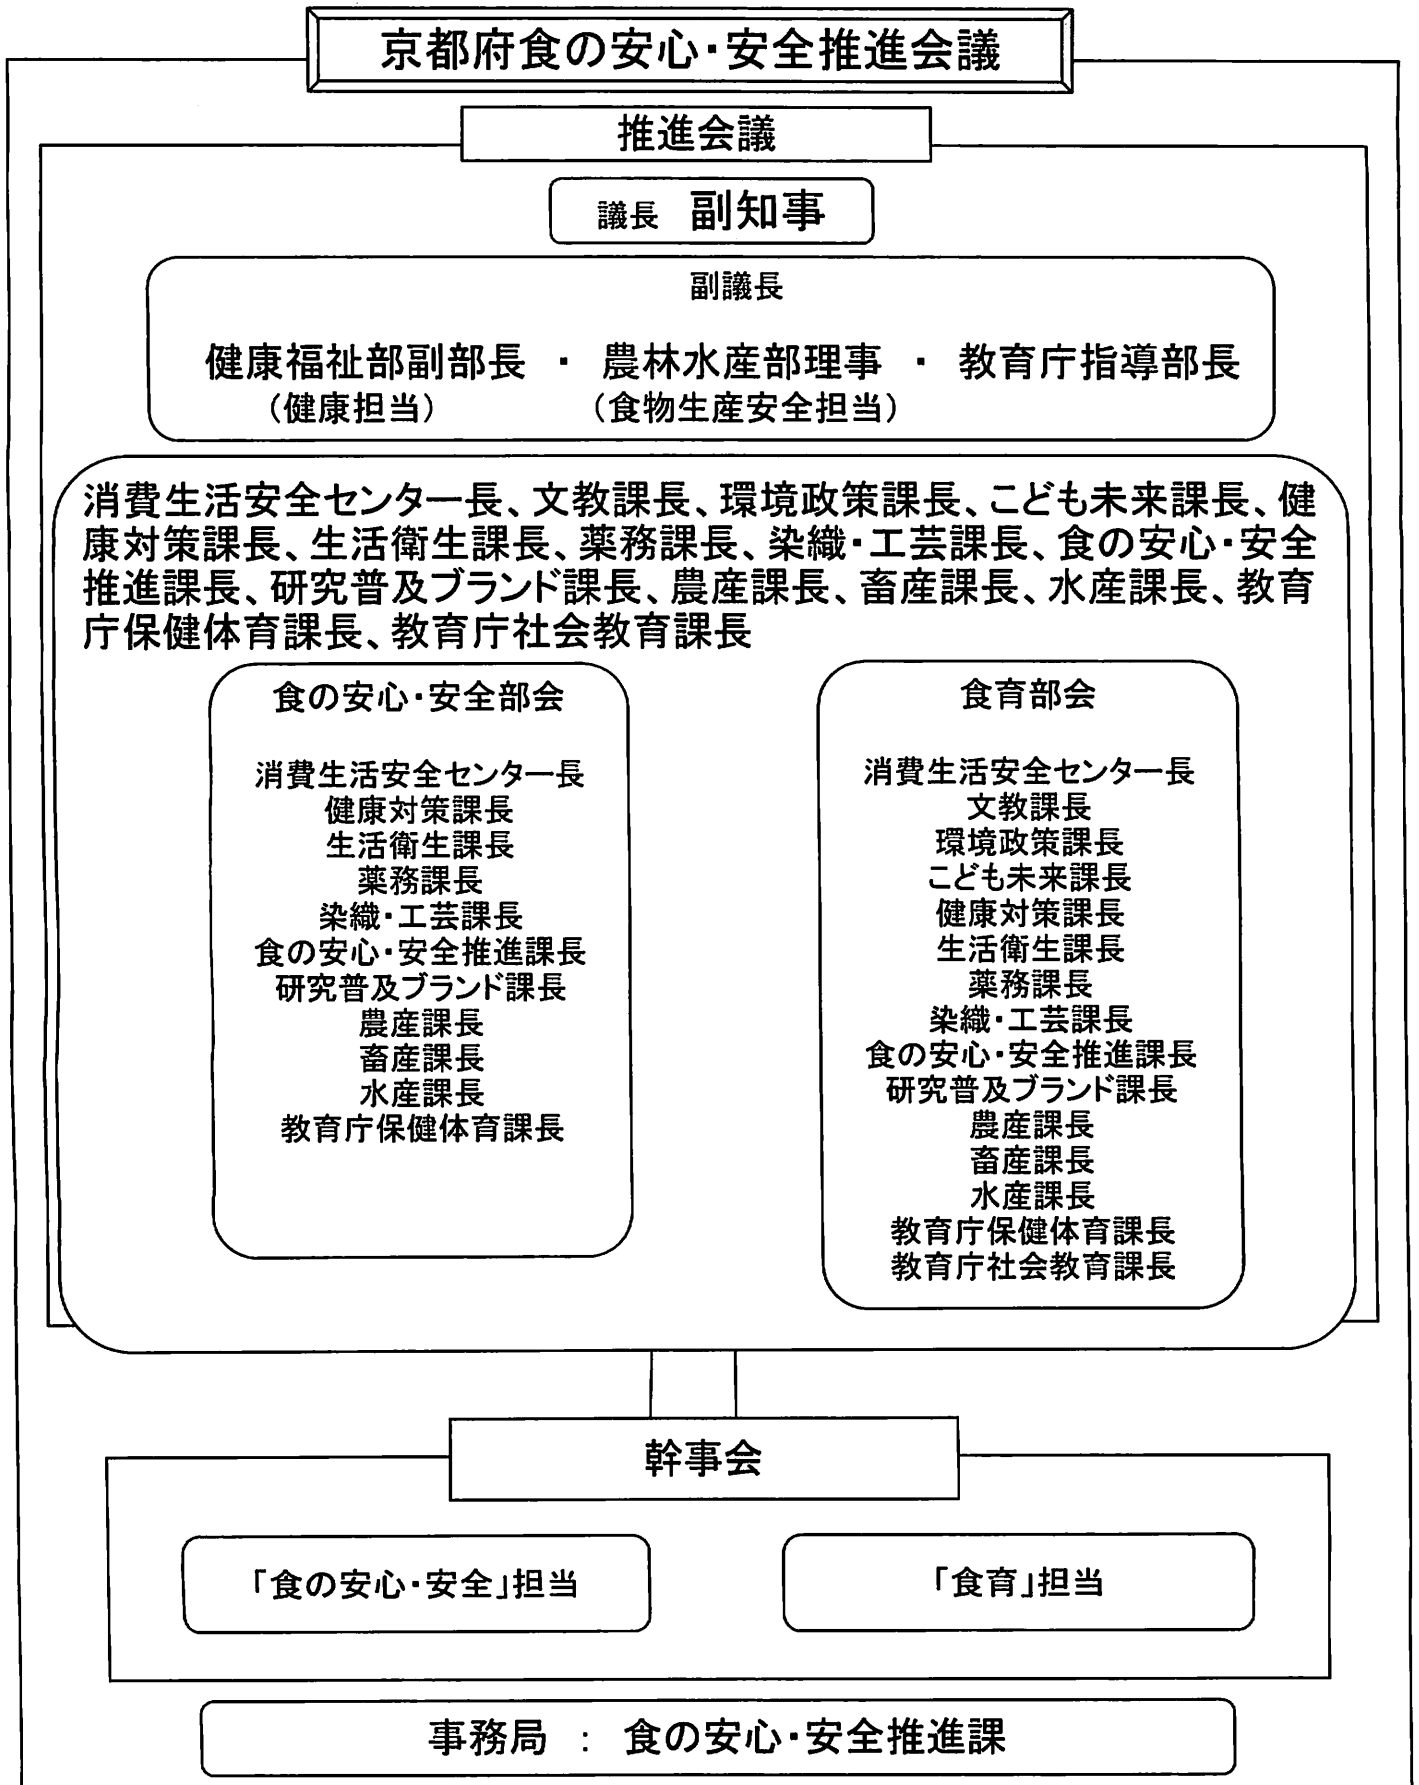 京都府食の安心・安全推進会議
推進会議
議長 副知事
副議長
健康福祉部副部長 ・ 農林水産部理事 ・ 教育庁指導部長
（健康担当） （食物生産安全担当）
消費生活安全センター長、文教課長、環境政策課長、こども未来課長、健
康対策課長、生活衛生課長、薬務課長、染織・工芸課長、食の安心・安全
推進課長、研究普及ブランド課長、農産課長、畜産課長、水産課長、教育
庁保健体育課長、教育庁社会教育課長
食の安心・安全部会
消費生活安全センター長
健康対策課長
生活衛生課長
薬務課長
染織・工芸課長
食の安心・安全推進課長
研究普及ブランド課長
農産課長
畜産課長
水産課長
教育庁保健体育課長
食育部会
消費生活安全センター長
文教課長
環境政策課長
こども未来課長
健康対策課長
生活衛生課長
薬務課長
染織・工芸課長
食の安心・安全推進課長
研究普及ブランド課長
農産課長
畜産課長
水産課長
教育庁保健体育課長
教育庁社会教育課長
幹事会
「食の安心・安全」担当
「食育」担当
事務局 ： 食の安心・安全推進課